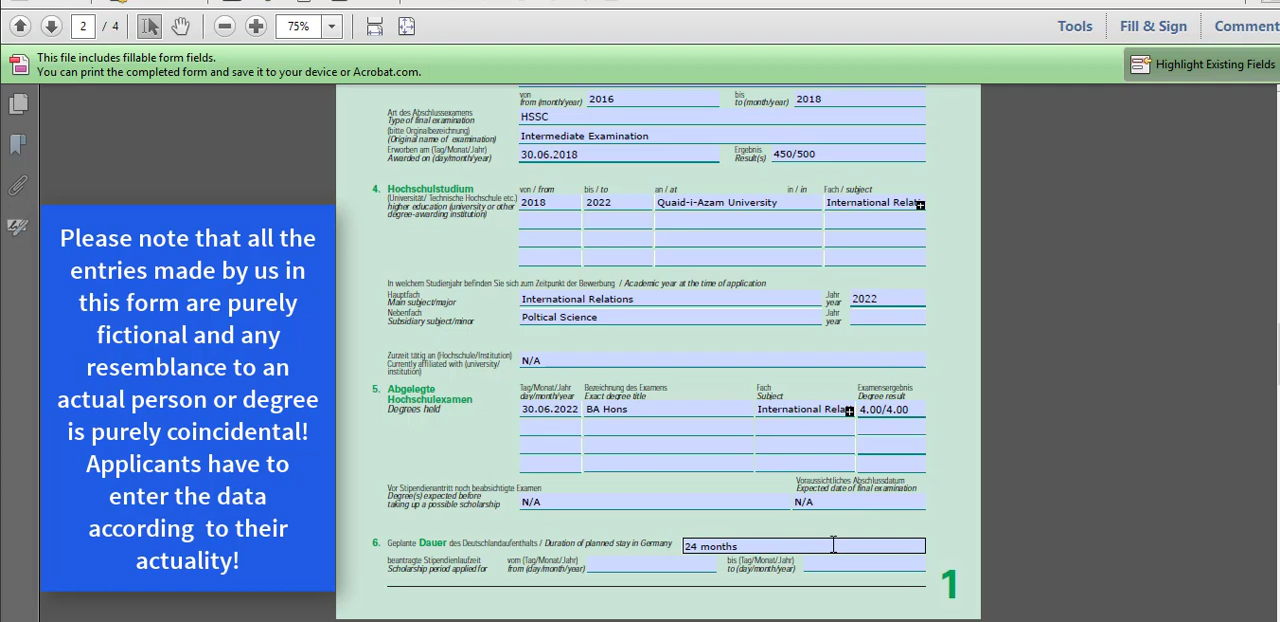 2 / 4 75% Tools Fill & Sign Comment
This file includes fillable form fields.
You can print the completed form and save it to your device or Acrobat.com.
Highlight Existing Fields
von
from (month/year) 2016 bis
to (month/year) 2018
Art des Abschlussexamens
Type of final examination HSSC
(bitte Orginalbezeichnung)
(Original name of examination) Intermediate Examination
Erworben am (Tag/Monat/Jahr)
Awarded on (day/month/year) 30.06.2018 Ergebnis
Result(s) 450/500
4. Hochschulstudium von / from bis / to an / at in / in Fach / subject
(Universität/ Technische Hochschule etc.)
higher education (university or other
degree-awarding institution)
2018 2022 Quaid-i-Azam University International Relati
In welchem Studienjahr befinden Sie sich zum Zeitpunkt der Bewerbung / Academic year at the time of application
Hauptfach
Main subject/major International Relations Jahr
year 2022
Nebenfach
Subsidiary subject/minor Poltical Science Jahr
year
Zurzeit tätig an (Hochschule/Institution)
Currently affiliated with (university/
institution) N/A
5. Abgelegte
Hochschulexamen
Degrees held
Tag/Monat/Jahr
day/month/year Bezeichnung des Examens
Exact degree title Fach
Subject Examensergebnis
Degree result
30.06.2022 BA Hons International Rela 4.00/4.00
Vor Stipendienantritt noch beabsichtigte Examen
Degree(s) expected before
taking up a possible scholarship N/A
Voraussichtliches Abschlussdatum
Expected date of final examination
N/A
6. Geplante Dauer des Deutschlandaufenthalts / Duration of planned stay in Germany 24 months
beantragte Stipendienlaufzeit
Scholarship period applied for vom (Tag/Monat/Jahr)
from (day/month/year) bis (Tag/Monat/Jahr)
to (day/month/year)
1
Please note that all the
entries made by us in
this form are purely
fictional and any
resemblance to an
actual person or degree
is purely coincidental!
Applicants have to
enter the data
according to their
actuality!